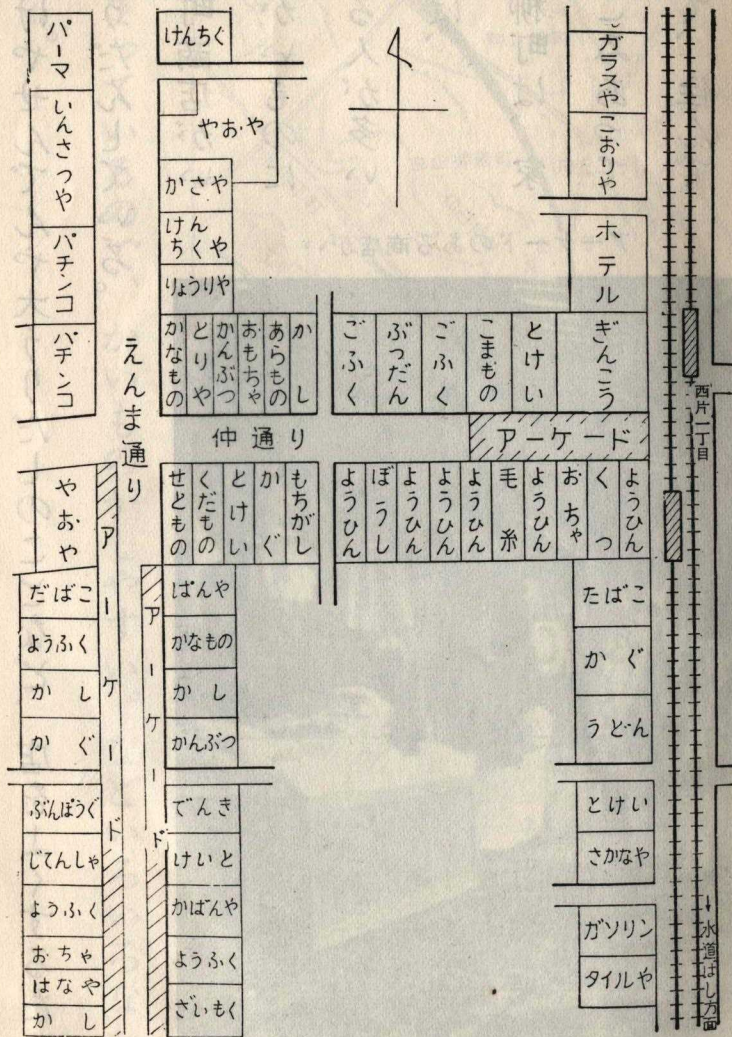 パーマ
いんさつや
パチンコ
パチンコ
えんま通り
けんちぐ
やおや
かさや
けん
ちくや
りょうりや
かなもの
とりや
かんぶつ
おもちゃ
あらもの
かし
ごふく
ぶつだん
ごふく
こまもの
とけい
ぎんこう
ガラスや
こおりや
ホテル
西片一丁目
仲通り
アーケード
やおや
だばこ
ようふく
かし
かぐ
ぶんぼうぐ
じてんしゃ
ようふく
おちゃ
はなや
かし
アーケード
アーケード
せともの
くだもの
とけい
かぐ
もちがし
ようひん
ぼうし
ようひん
ようひん
ようひん
毛糸
ようひん
おちゃ
くつ
ようひん
ぱんや
かなもの
かし
かんぶつ
でんき
けいと
かばんや
ようふく
ざいもく
たばこ
かぐ
うどん
とけい
さかなや
ガソリン
タイルや
↓水道ばし方面